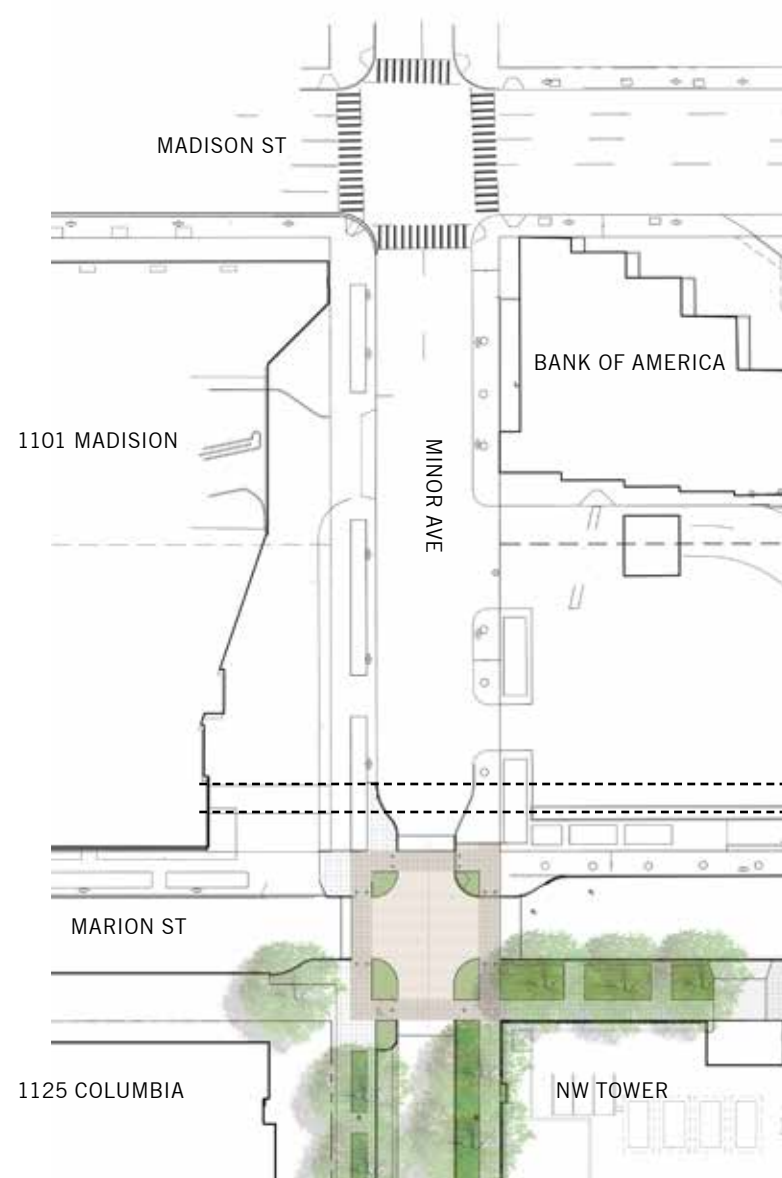 MADISON ST
BANK OF AMERICA
1101 MADISION
MINOR AVE
MARION ST
1125 COLUMBIA
NW TOWER